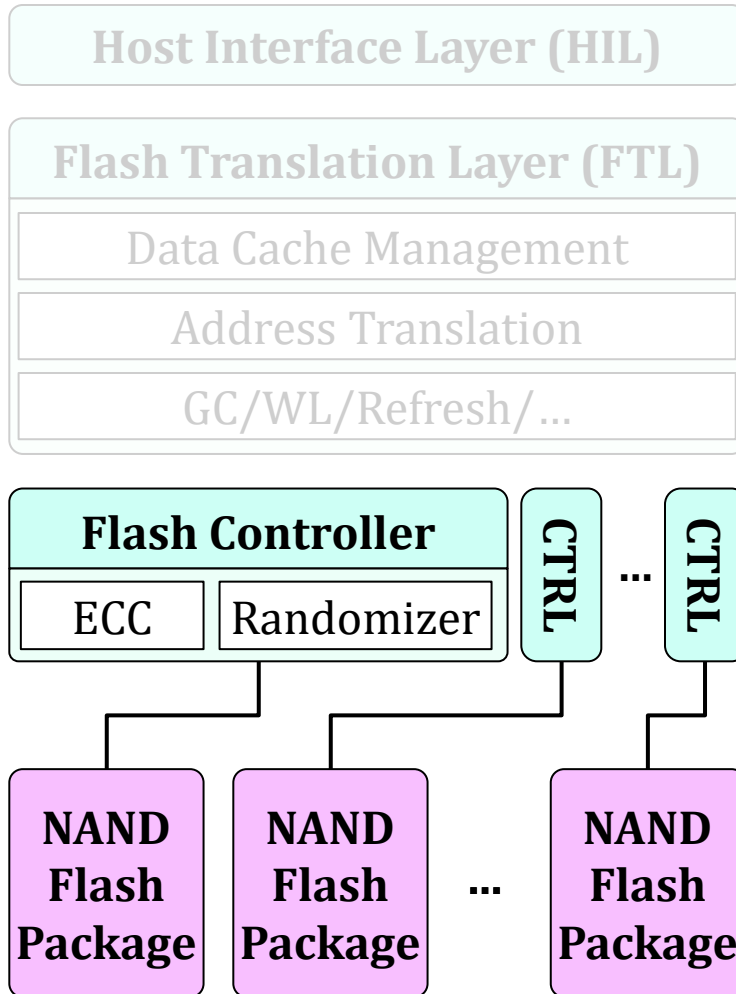 Host Interface Layer (HIL)
Flash Translation Layer (FTL)
Data Cache Management
Address Translation
GC/WL/Refresh/…
Flash Controller
ECC
Randomizer
CTRL
...
CTRL
NAND
Flash
Package
NAND
Flash
Package
...
NAND
Flash
Package